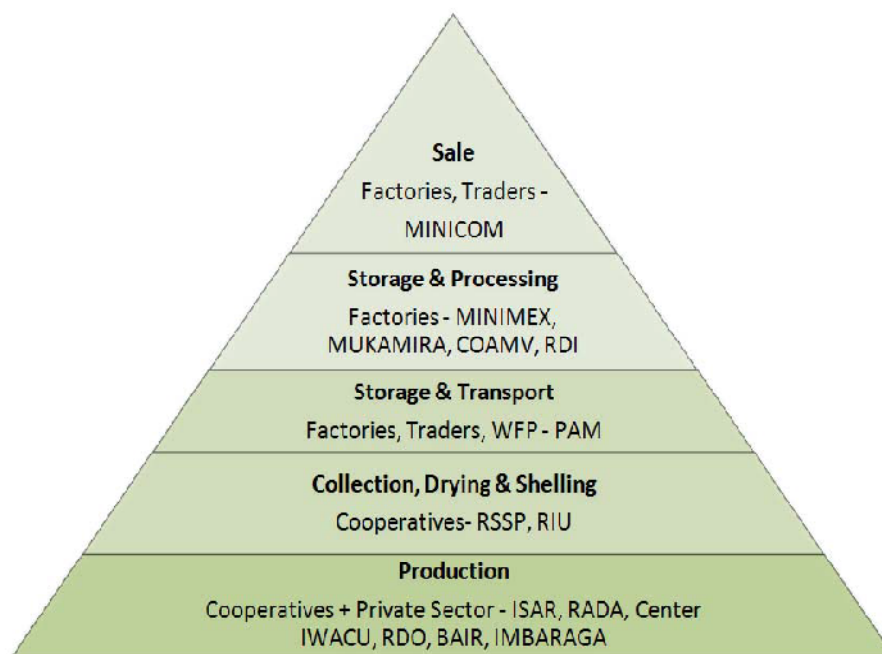 Sale
Factories, Traders -
MINICOM
Storage & Processing
Factories - MINIMEX,
MUKAMIRA, COAMV, RDI
Storage & Transport
Factories, Traders, WFP - PAM
Collection, Drying & Shelling
Cooperatives- RSSP, RIU
Production
Cooperatives + Private Sector - ISAR, RADA, Center
IWACU, RDO, BAIR, IMBARAGA